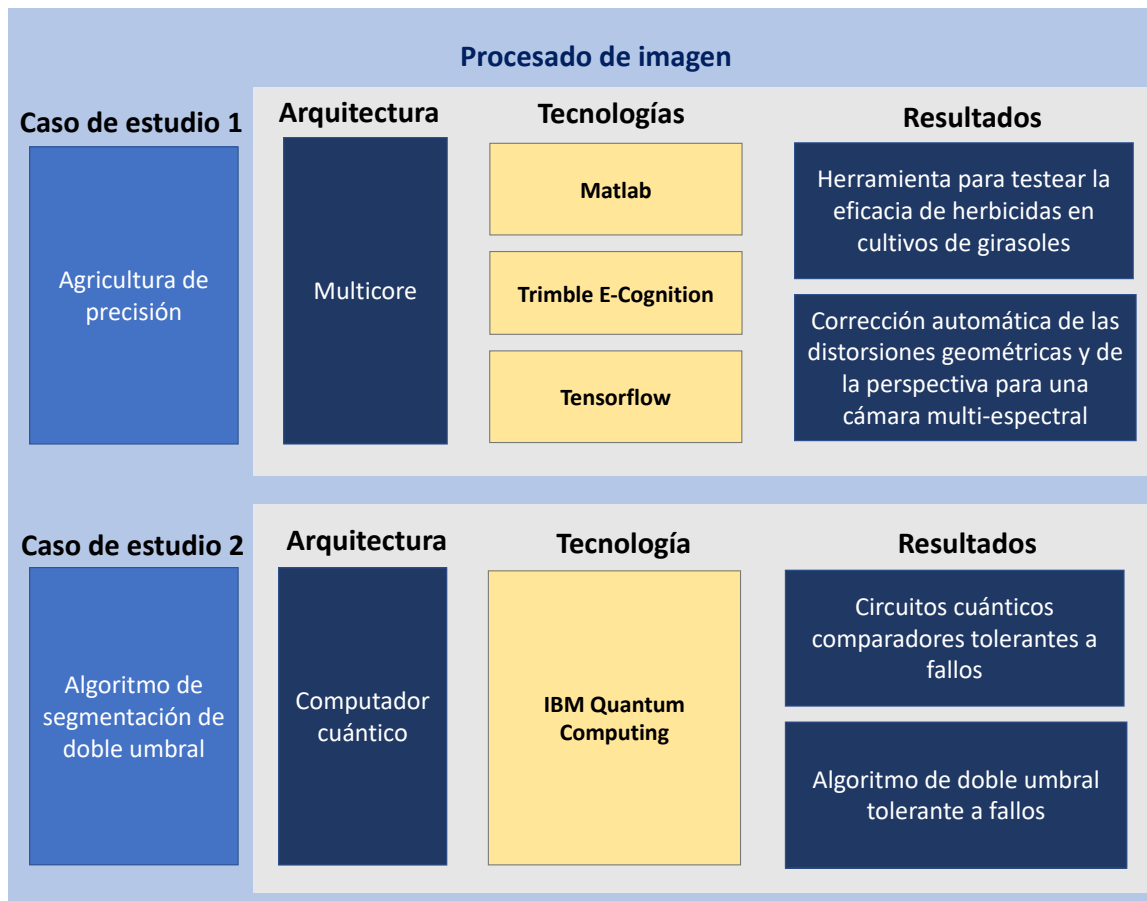 Procesado de imagen
Caso de estudio 1
Arquitectura
Tecnologías
Resultados
Agricultura de
precisión
Multicore
Matlab
Trimble E-Cognition
Tensorflow
Herramienta para testear la
eficacia de herbicidas en
cultivos de girasoles
Corrección automática de las
distorsiones geométricas y de
la perspectiva para una
cámara multi-espectral
Caso de estudio 2
Arquitectura
Tecnología
Resultados
Algoritmo de
segmentación de
doble umbral
Computador
cuántico
IBM Quantum
Computing
Circuitos cuánticos
comparadores tolerantes a
fallos
Algoritmo de doble umbral
tolerante a fallos